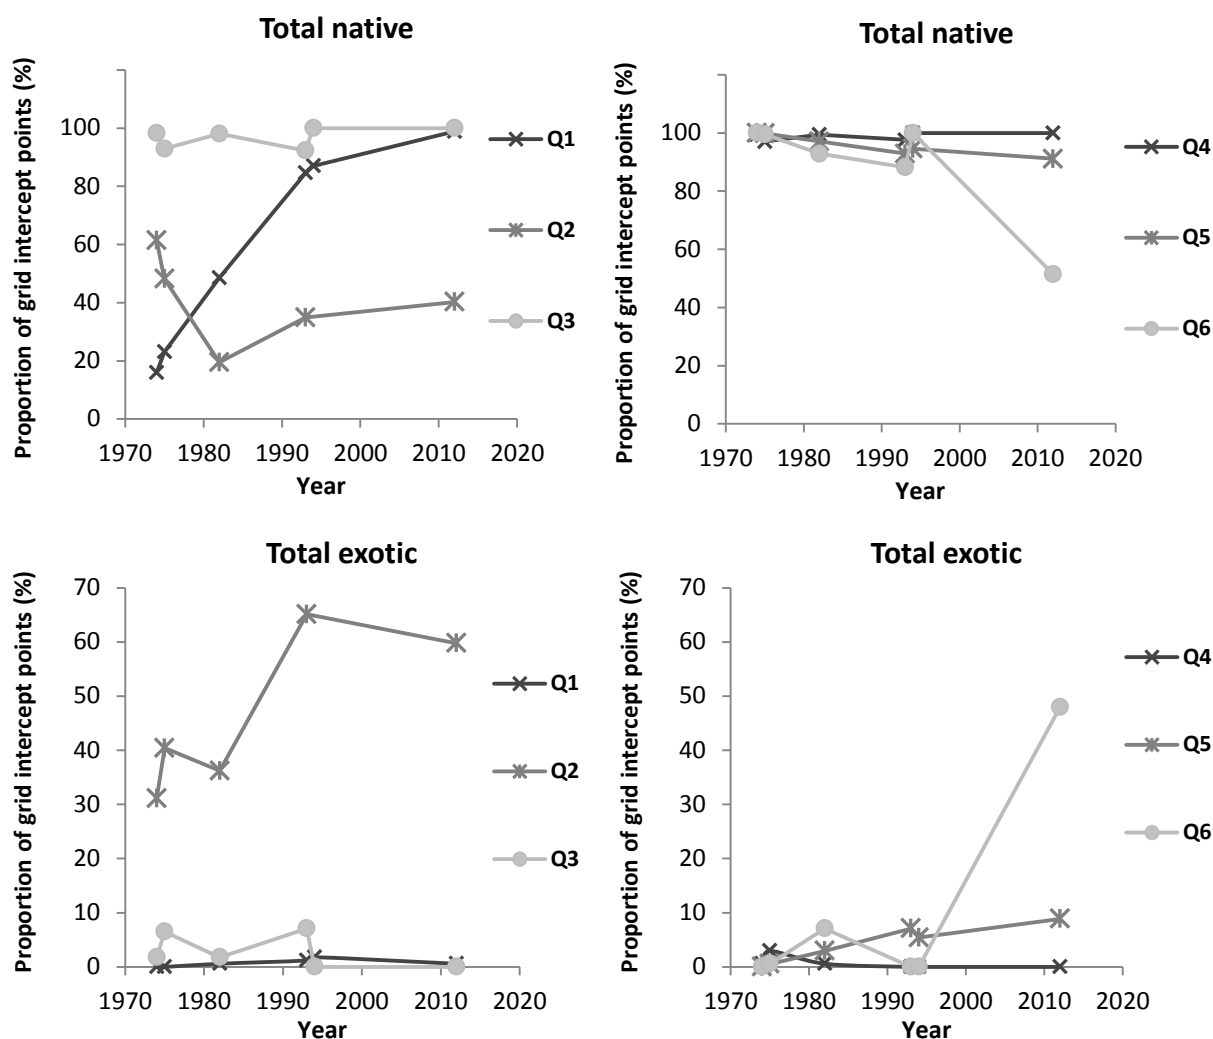 Total native
Proportion of grid intercept points (%)
100
80
60
40
20
0
1970 1980 1990 2000 2010 2020
Year
Q1
Q2
Q3
Total native
Proportion of grid intercept points (%)
100
80
60
40
20
0
1970 1980 1990 2000 2010 2020
Year
Q4
Q5
Q6
Total exotic
Proportion of grid intercept points (%)
70
60
50
40
30
20
10
0
1970 1980 1990 2000 2010 2020
Year
Q1
Q2
Q3
Total exotic
Proportion of grid intercept points (%)
70
60
50
40
30
20
10
0
1970 1980 1990 2000 2010 2020
Year
Q4
Q5
Q6